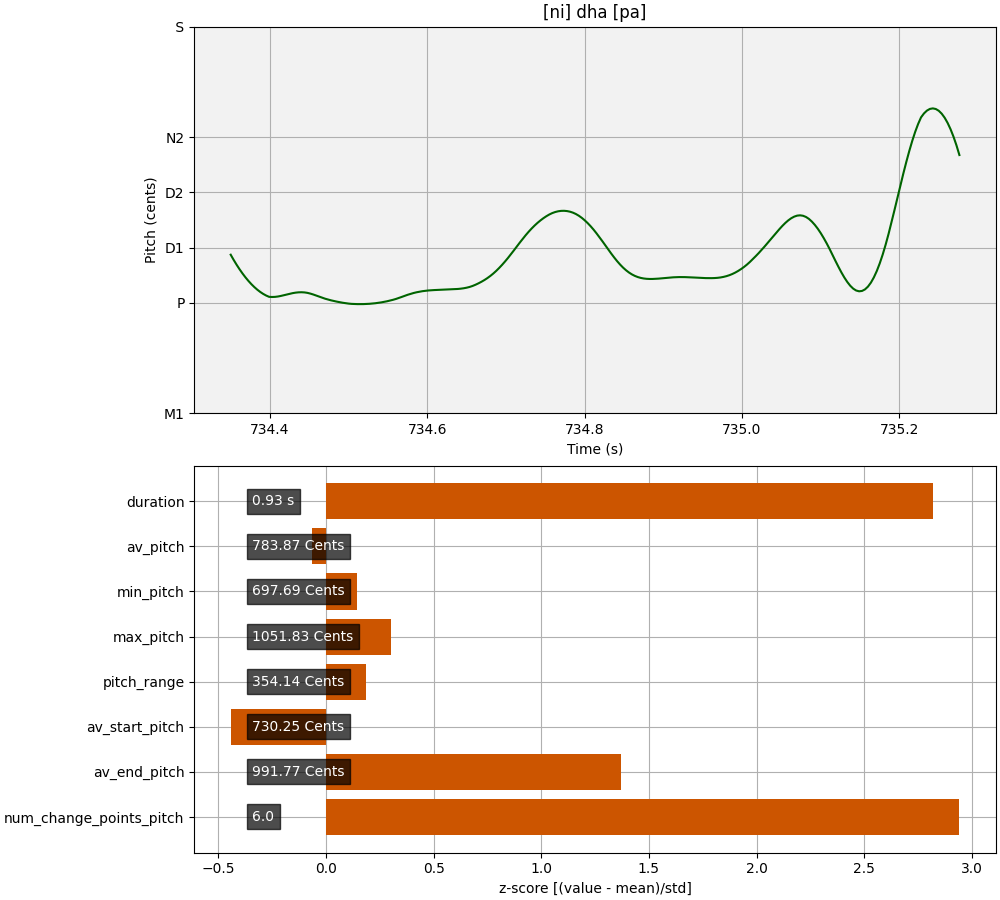 [ni] dha [pa]
S
N2
D2
D1
P
M1
Pitch (cents)
734.4 734.6 734.8 735.0 735.2
Time (s)
duration 0.93 s
av_pitch 783.87 Cents
min_pitch 697.69 Cents
max_pitch 1051.83 Cents
pitch_range 354.14 Cents
av_start_pitch 730.25 Cents
av_end_pitch 991.77 Cents
num_change_points_pitch 6.0
−0.5 0.0 0.5 1.0 1.5 2.0 2.5 3.0
z-score [(value - mean)/std]